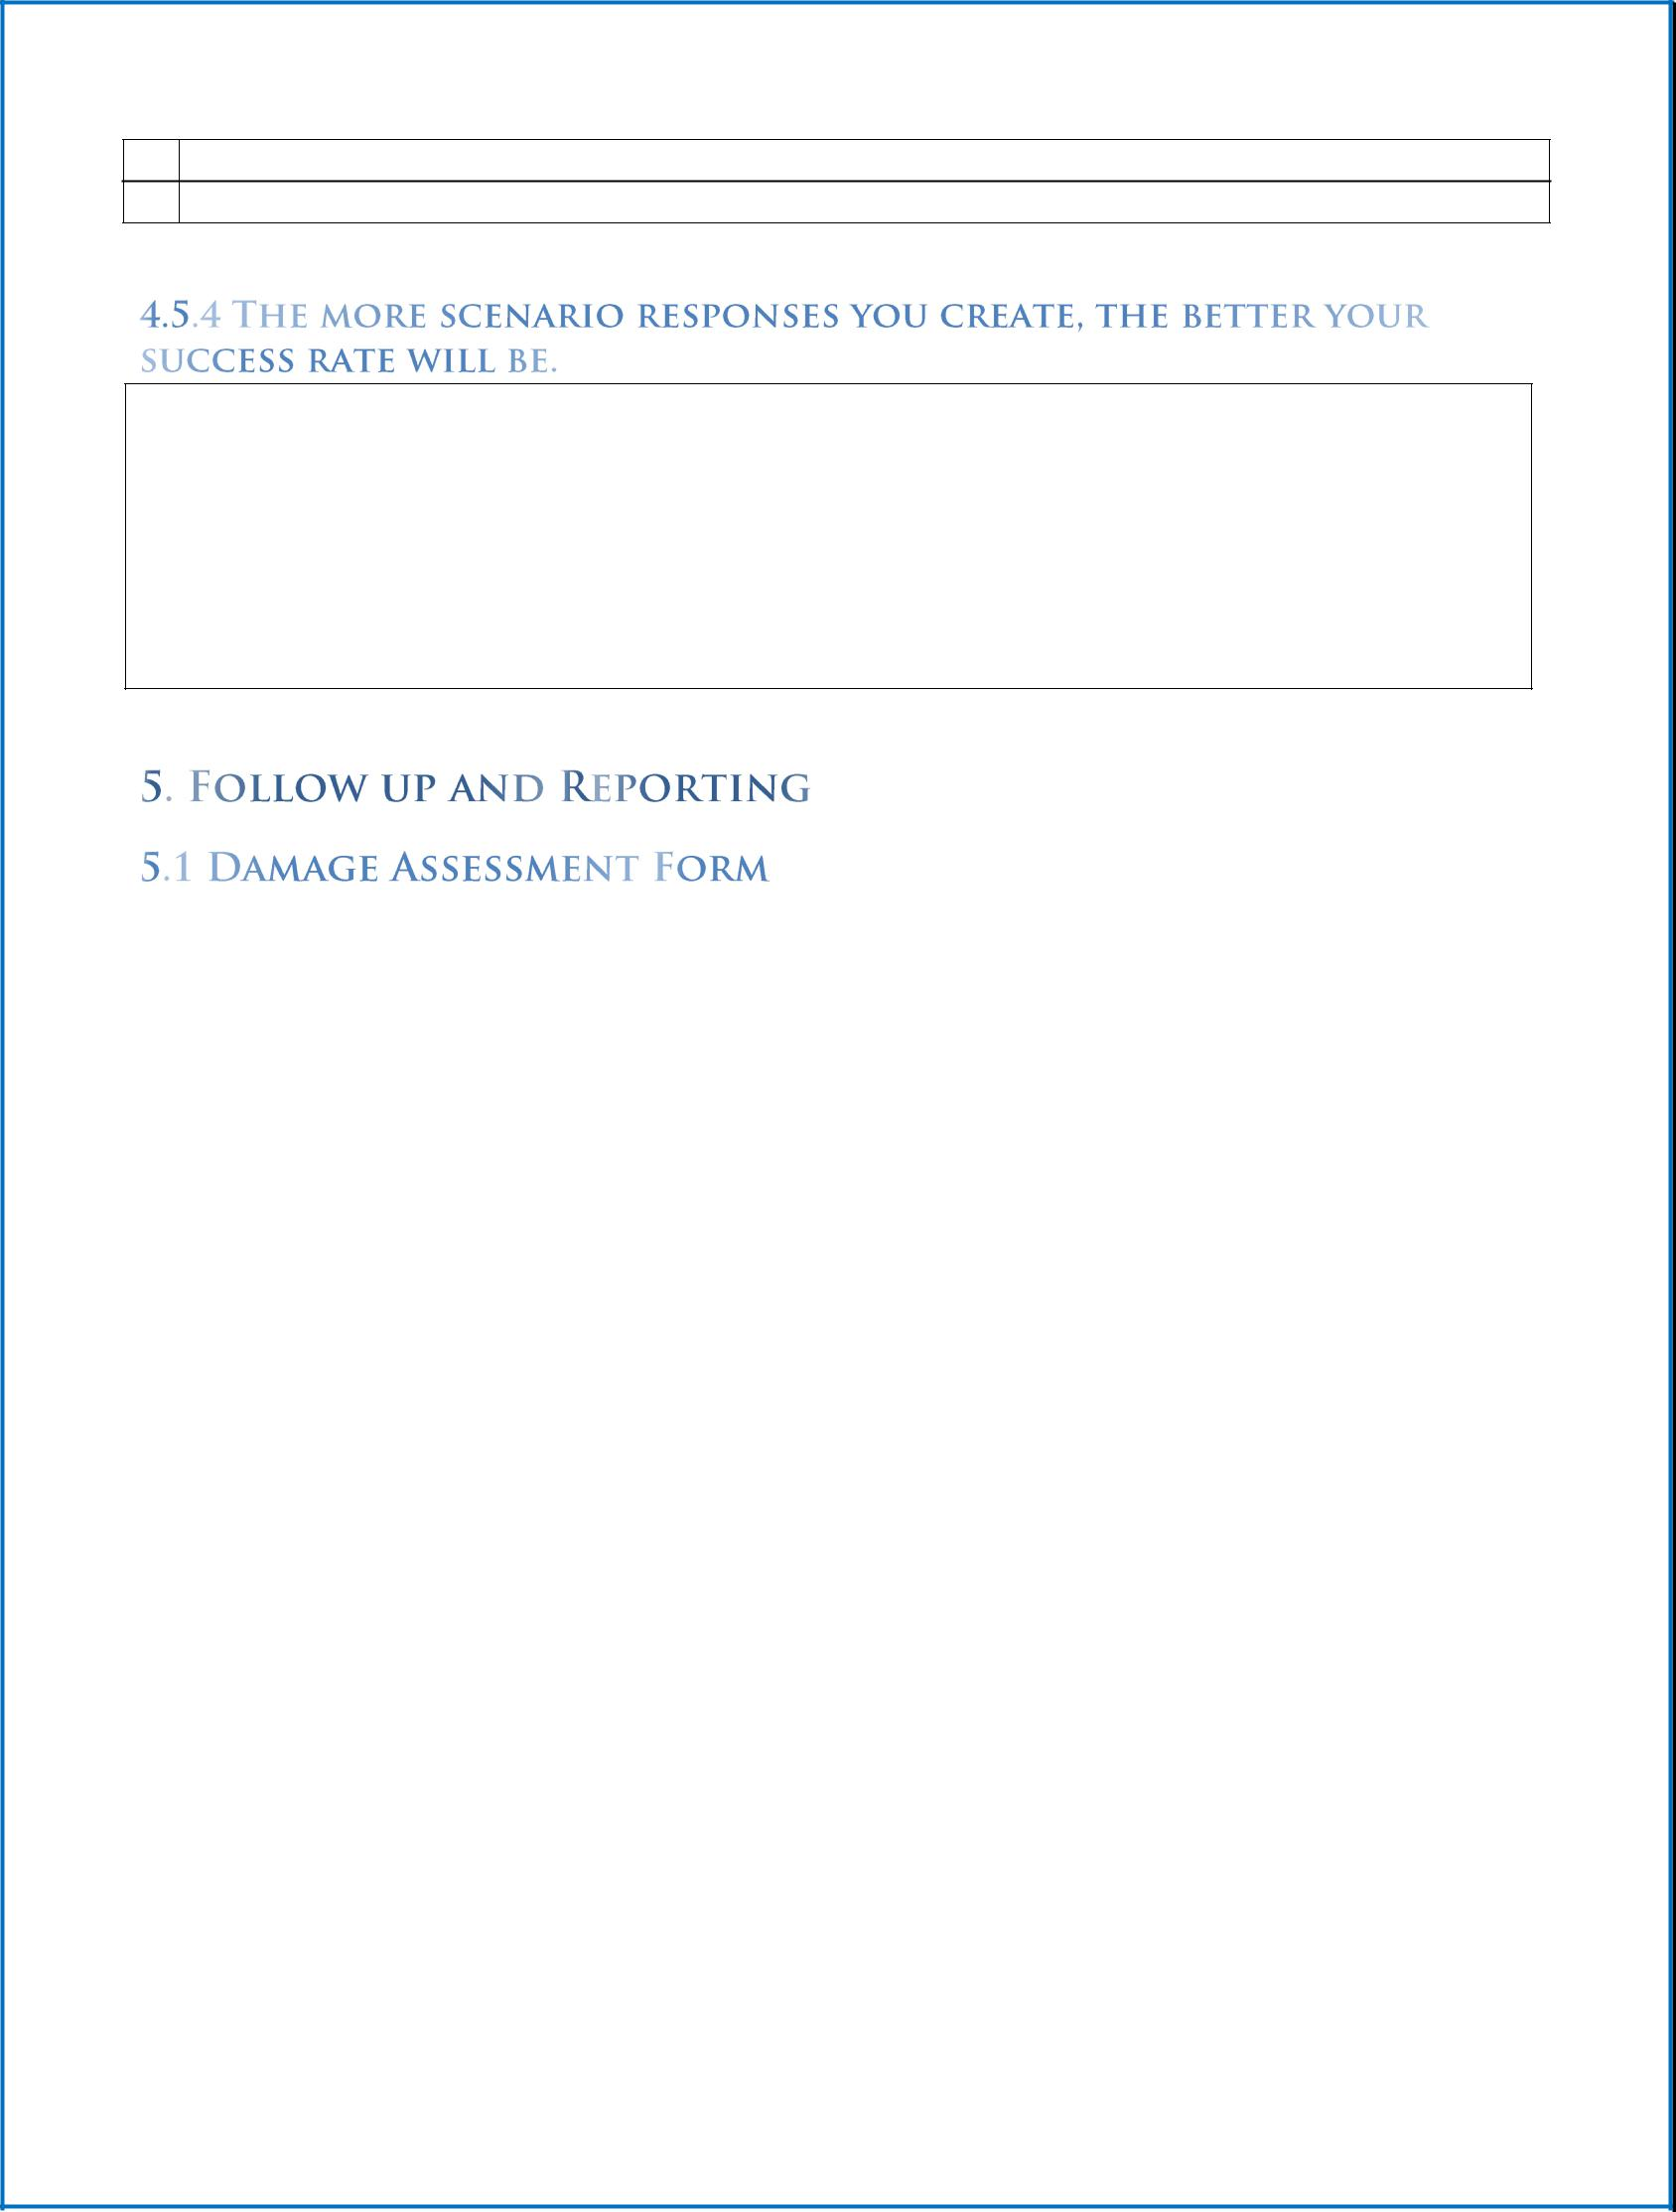 4.5.4 The more scenario responses you create, the better your
success rate will be.
5. Follow up and Reporting
5.1 Damage Assessment Form